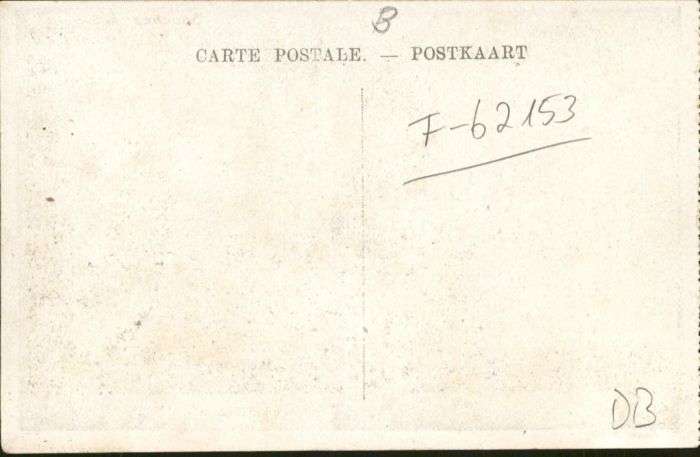 B
CARTE POSTALE. — POSTKAART
F-62153
DB